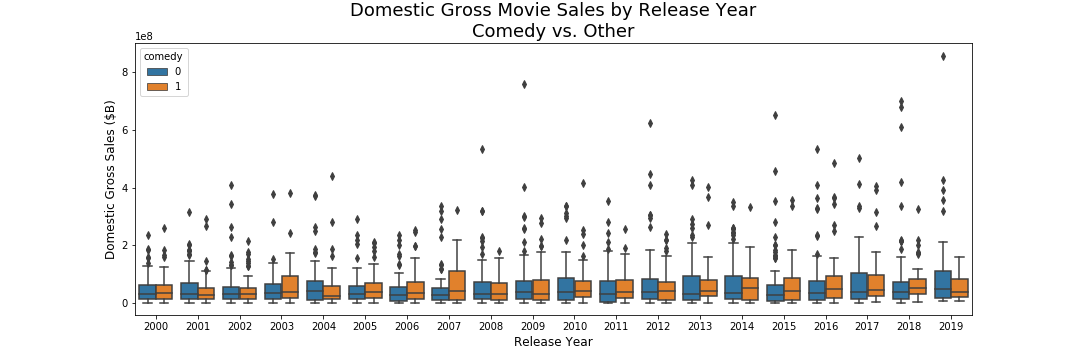 Domestic Gross Movie Sales by Release Year
Comedy vs. Other
1e8
comedy
0
1
8
6
4
2
0
Domestic Gross Sales ($B)
2000 2001 2002 2003 2004 2005 2006 2007 2008 2009 2010 2011 2012 2013 2014 2015 2016 2017 2018 2019
Release Year